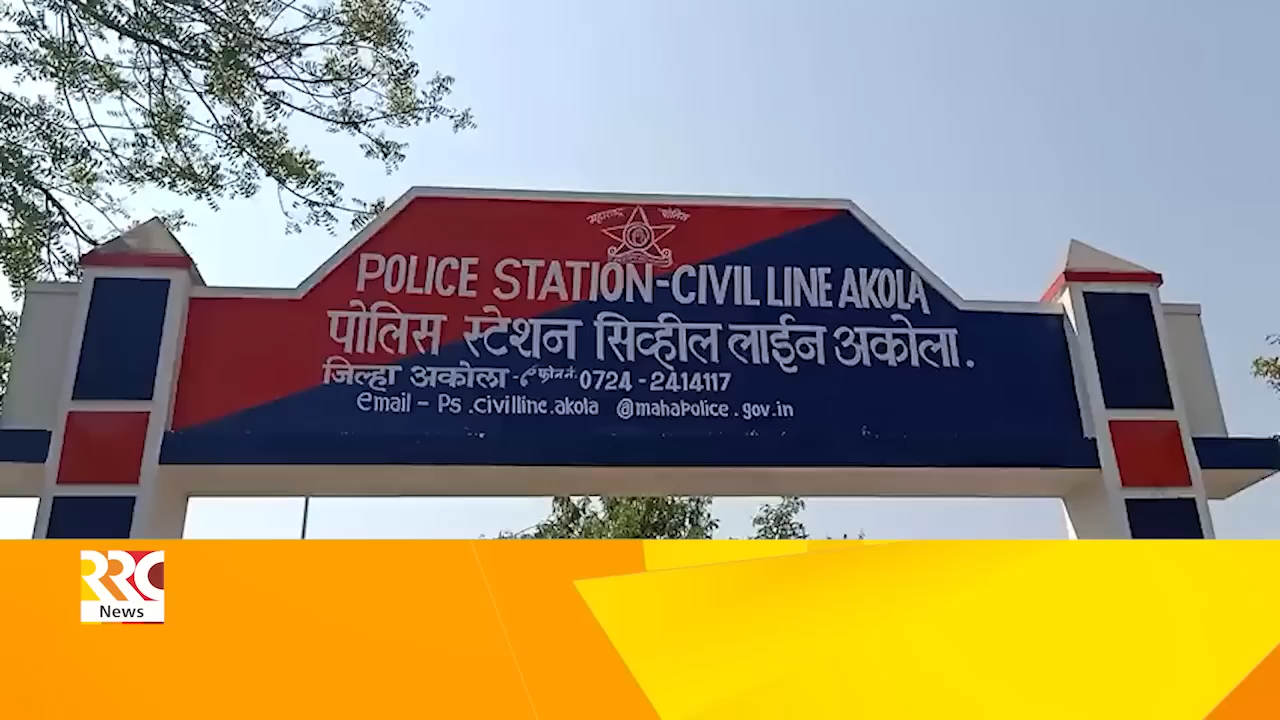 महाराष्ट्र पोलिस
POLICE STATION-CIVIL LINE AKOLA
पोलिस स्टेशन सिव्हील लाईन अकोला.
जिल्हा अकोला - फोन नं. 0724 - 2414117
email - Ps .civilline.akola @mahaPolice . gov.in
RRC
News